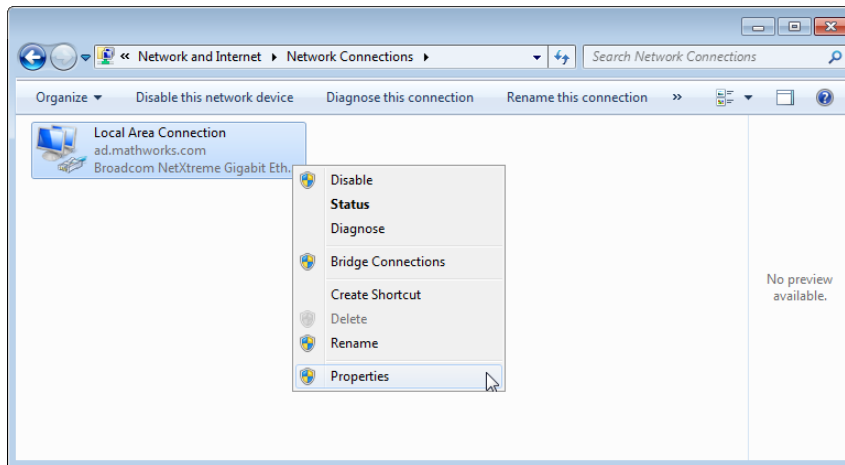 « Network and Internet ▸ Network Connections ▸
Search Network Connections
Organize ▾ Disable this network device Diagnose this connection Rename this connection »
Local Area Connection
ad.mathworks.com
Broadcom NetXtreme Gigabit Eth...
Disable
Status
Diagnose
Bridge Connections
Create Shortcut
Delete
Rename
Properties
No preview
available.